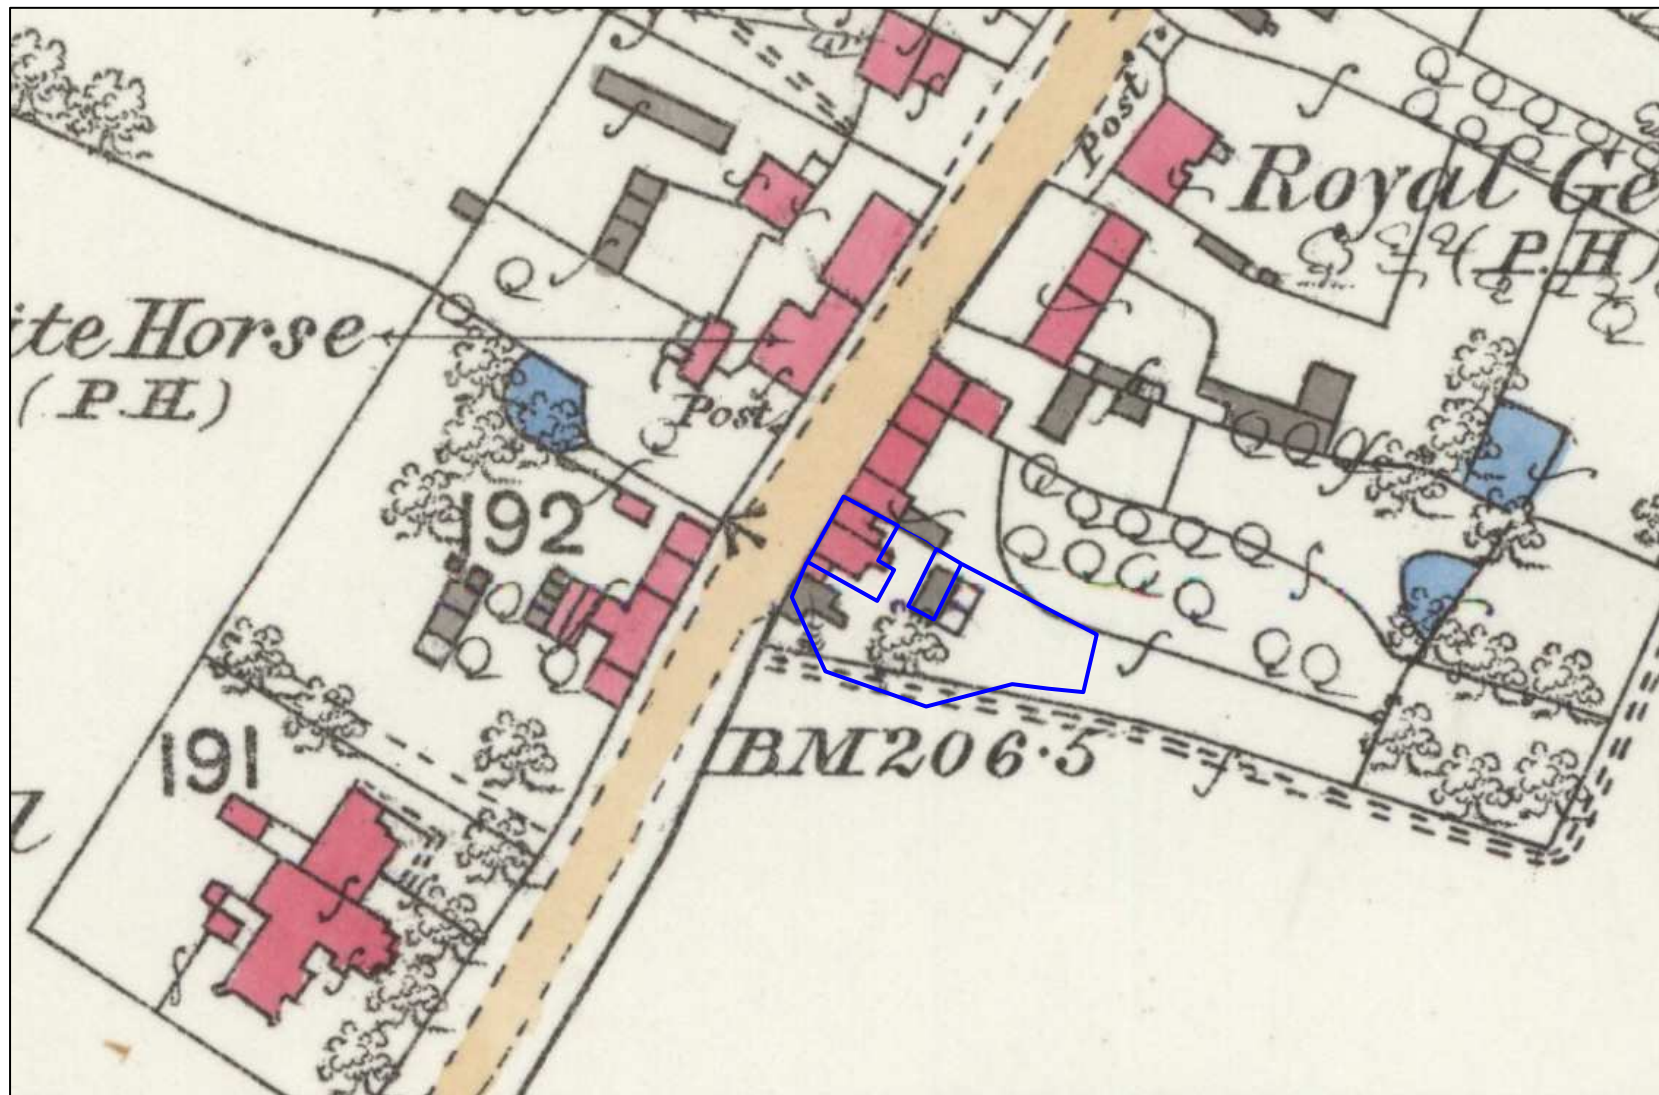 Post
Royal Ge
(P.H)
ite Horse
(P.H.)
Post
192
BM 206·5
191